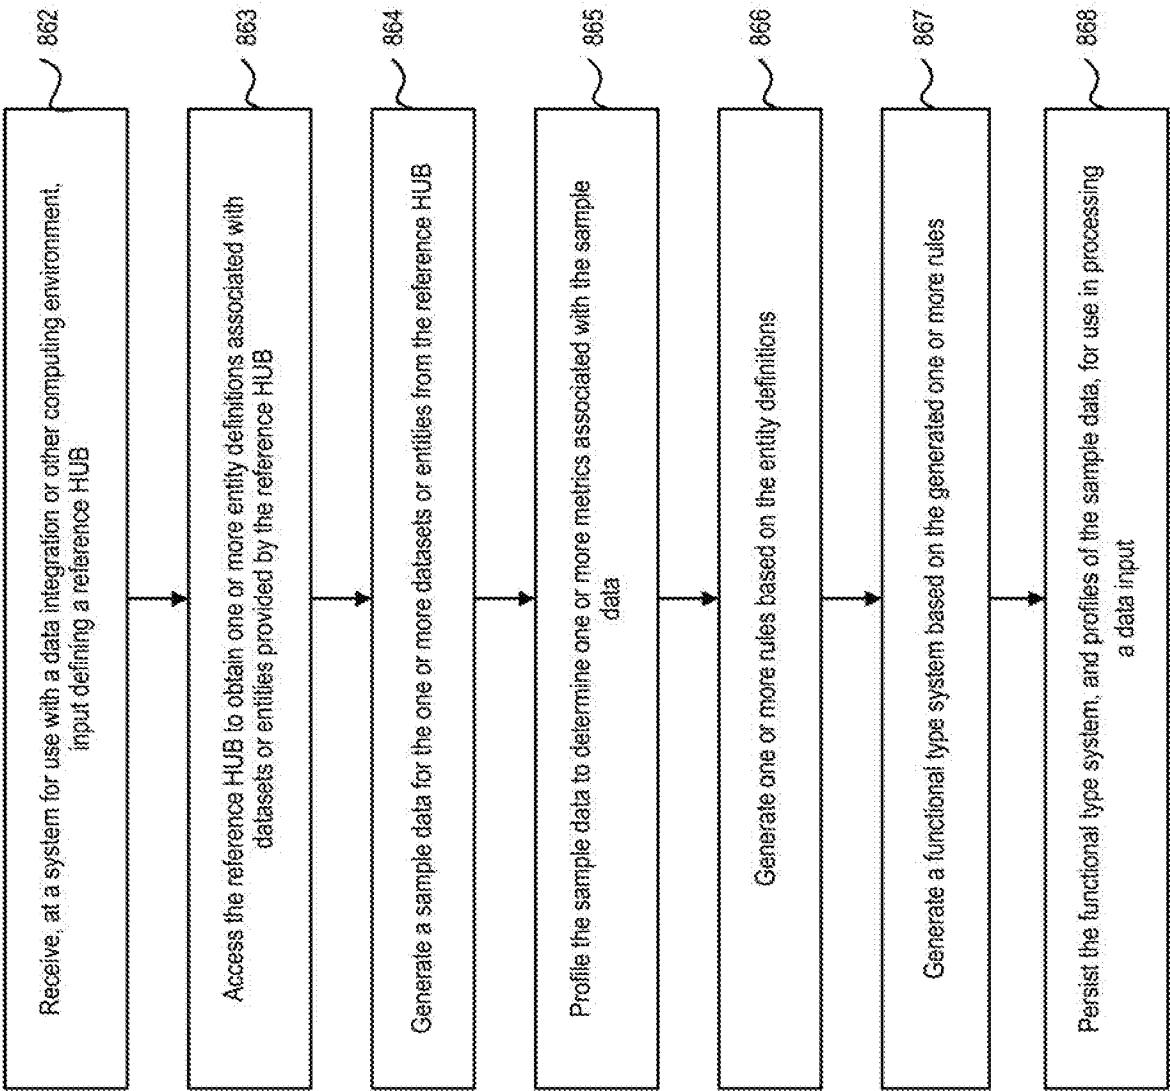 Receive, at a system for use with a data integration or other computing environment,
input defining a reference HUB
862
Access the reference HUB to obtain one or more entity definitions associated with
datasets or entities provided by the reference HUB
863
Generate a sample data for the one or more datasets or entities from the reference HUB
864
Profile the sample data to determine one or more metrics associated with the sample
data
865
Generate one or more rules based on the entity definitions
866
Generate a functional type system based on the generated one or more rules
867
Persist the functional type system, and profiles of the sample data, for use in processing
a data input
868